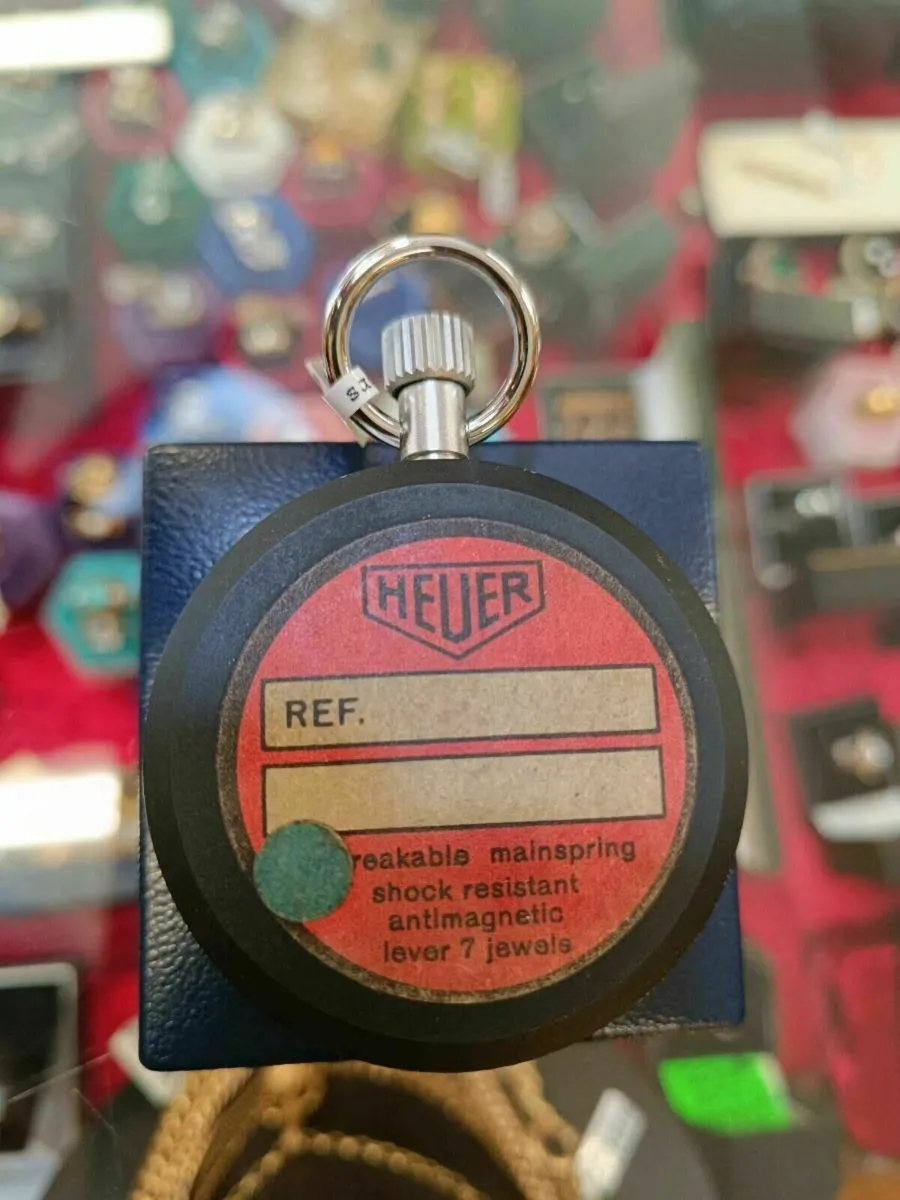 HEUER
REF.
reakable mainspring
shock resistant
antimagnetic
lever 7 jewels